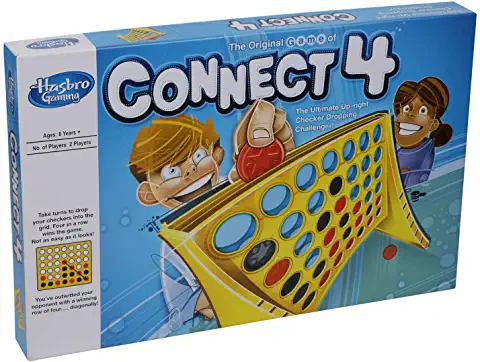 Hasbro
Gaming
Ages: 6 Years +
No. of Players: 2 Players
CONNECT 4
Take turns to drop
your checkers into the
grid. Four in a row
wins the game.
Not as easy as it looks!
You've outwitted your
opponent with a winning
row of four.... diagonally!
The Original Game of
CONNECT 4
The Ultimate Up-right
Checker Dropping
Challenge!